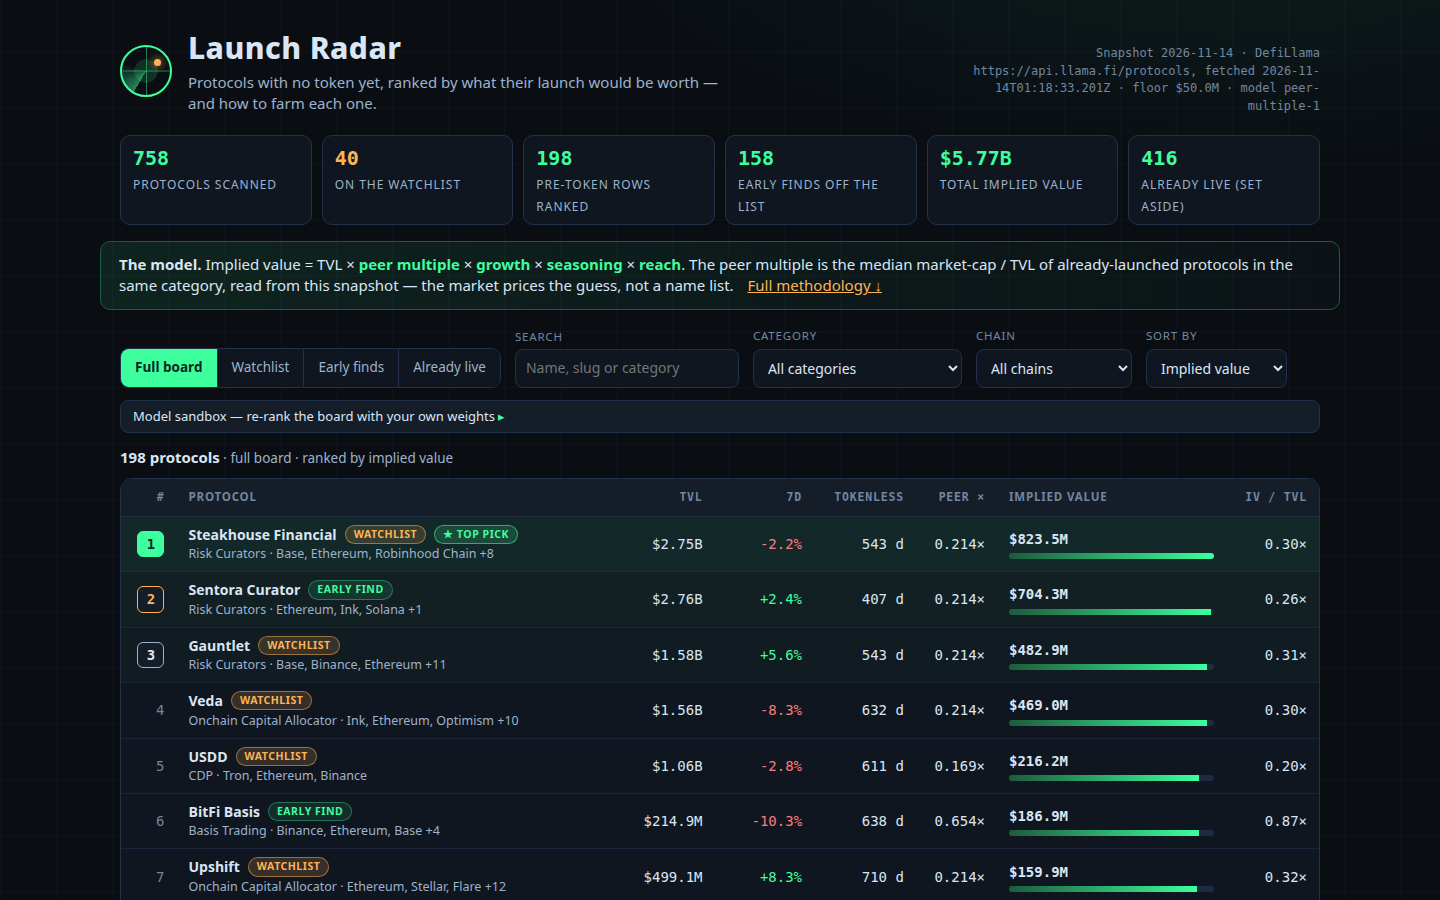 Launch Radar
Protocols with no token yet, ranked by what their launch would be worth —
and how to farm each one.
Snapshot 2026-11-14 · DefiLlama
https://api.llama.fi/protocols, fetched 2026-11-
14T01:18:33.201Z · floor $50.0M · model peer-
multiple-1
758
PROTOCOLS SCANNED
40
ON THE WATCHLIST
198
PRE-TOKEN ROWS
RANKED
158
EARLY FINDS OFF THE
LIST
$5.77B
TOTAL IMPLIED VALUE
416
ALREADY LIVE (SET
ASIDE)
The model. Implied value = TVL × peer multiple × growth × seasoning × reach. The peer multiple is the median market-cap / TVL of already-launched protocols in the
same category, read from this snapshot — the market prices the guess, not a name list. Full methodology ↓
Full board Watchlist Early finds Already live
SEARCH
Name, slug or category
CATEGORY
All categories
CHAIN
All chains
SORT BY
Implied value
Model sandbox — re-rank the board with your own weights ▸
198 protocols · full board · ranked by implied value
# PROTOCOL TVL 7D TOKENLESS PEER × IMPLIED VALUE IV / TVL
1 Steakhouse Financial WATCHLIST ★ TOP PICK $2.75B -2.2% 543 d 0.214× $823.5M 0.30×
Risk Curators · Base, Ethereum, Robinhood Chain +8
2 Sentora Curator EARLY FIND $2.76B +2.4% 407 d 0.214× $704.3M 0.26×
Risk Curators · Ethereum, Ink, Solana +1
3 Gauntlet WATCHLIST $1.58B +5.6% 543 d 0.214× $482.9M 0.31×
Risk Curators · Base, Binance, Ethereum +11
4 Veda WATCHLIST $1.56B -8.3% 632 d 0.214× $469.0M 0.30×
Onchain Capital Allocator · Ink, Ethereum, Optimism +10
5 USDD WATCHLIST $1.06B -2.8% 611 d 0.169× $216.2M 0.20×
CDP · Tron, Ethereum, Binance
6 BitFi Basis EARLY FIND $214.9M -10.3% 638 d 0.654× $186.9M 0.87×
Basis Trading · Binance, Ethereum, Base +4
7 Upshift WATCHLIST $499.1M +8.3% 710 d 0.214× $159.9M 0.32×
Onchain Capital Allocator · Ethereum, Stellar, Flare +12